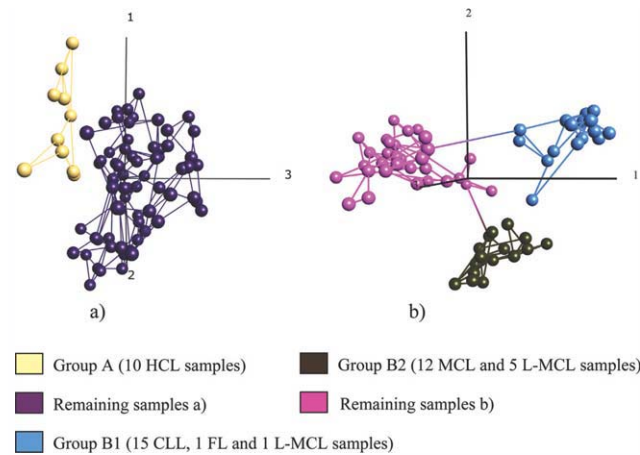 1
2
3
1
2
a)
b)
Group A (10 HCL samples)
Group B2 (12 MCL and 5 L-MCL samples)
Remaining samples a)
Remaining samples b)
Group B1 (15 CLL, 1 FL and 1 L-MCL samples)